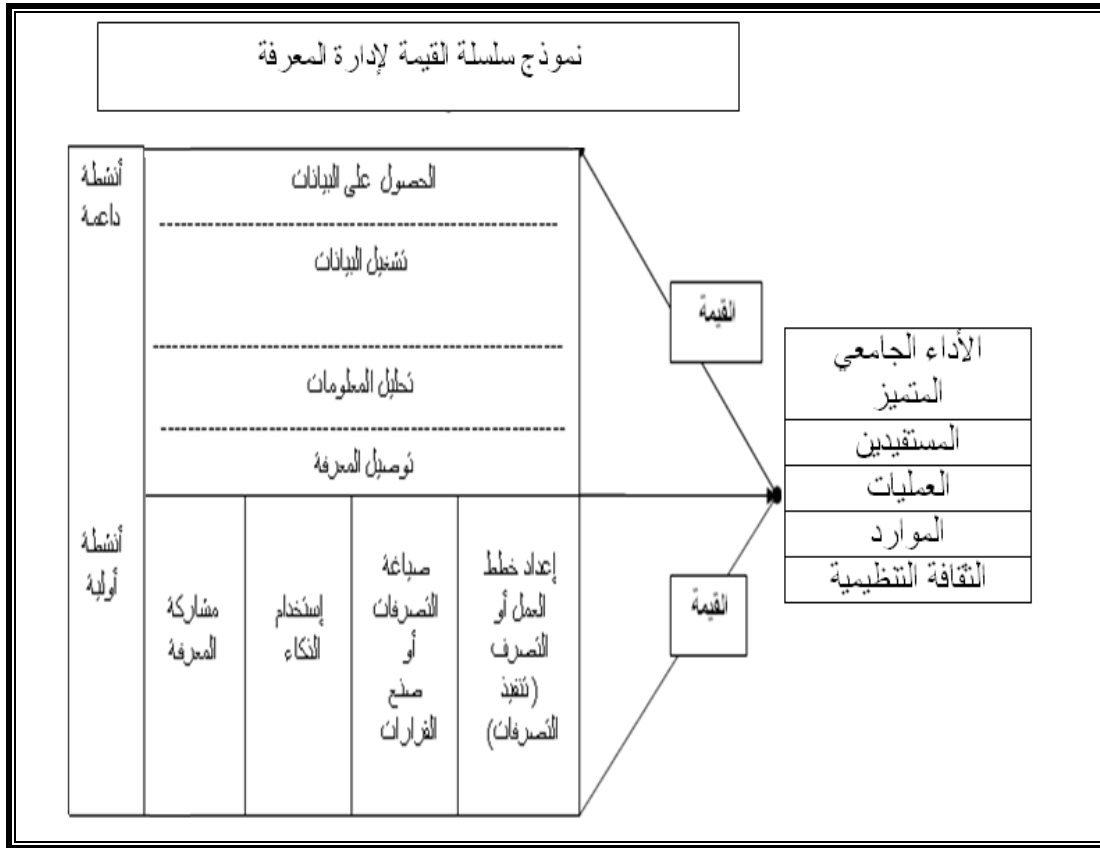 نموذج سلسلة القيمة لإدارة المعرفة
أنشطة
داعمة
الحصول على البيانات
تشغيل البيانات
تحليل المعلومات
توصيل المعرفة
أنشطة
أولية
مشاركة
المعرفة
إستخدام
الذكاء
صياغة
التصرفات
أو
صنع
القرارات
إعداد خطط
العمل أو
التصرف
(تنفيذ
التصرفات)
القيمة
القيمة
الأداء الجامعي
المتميز
المستفيدين
العمليات
الموارد
الثقافة التنظيمية